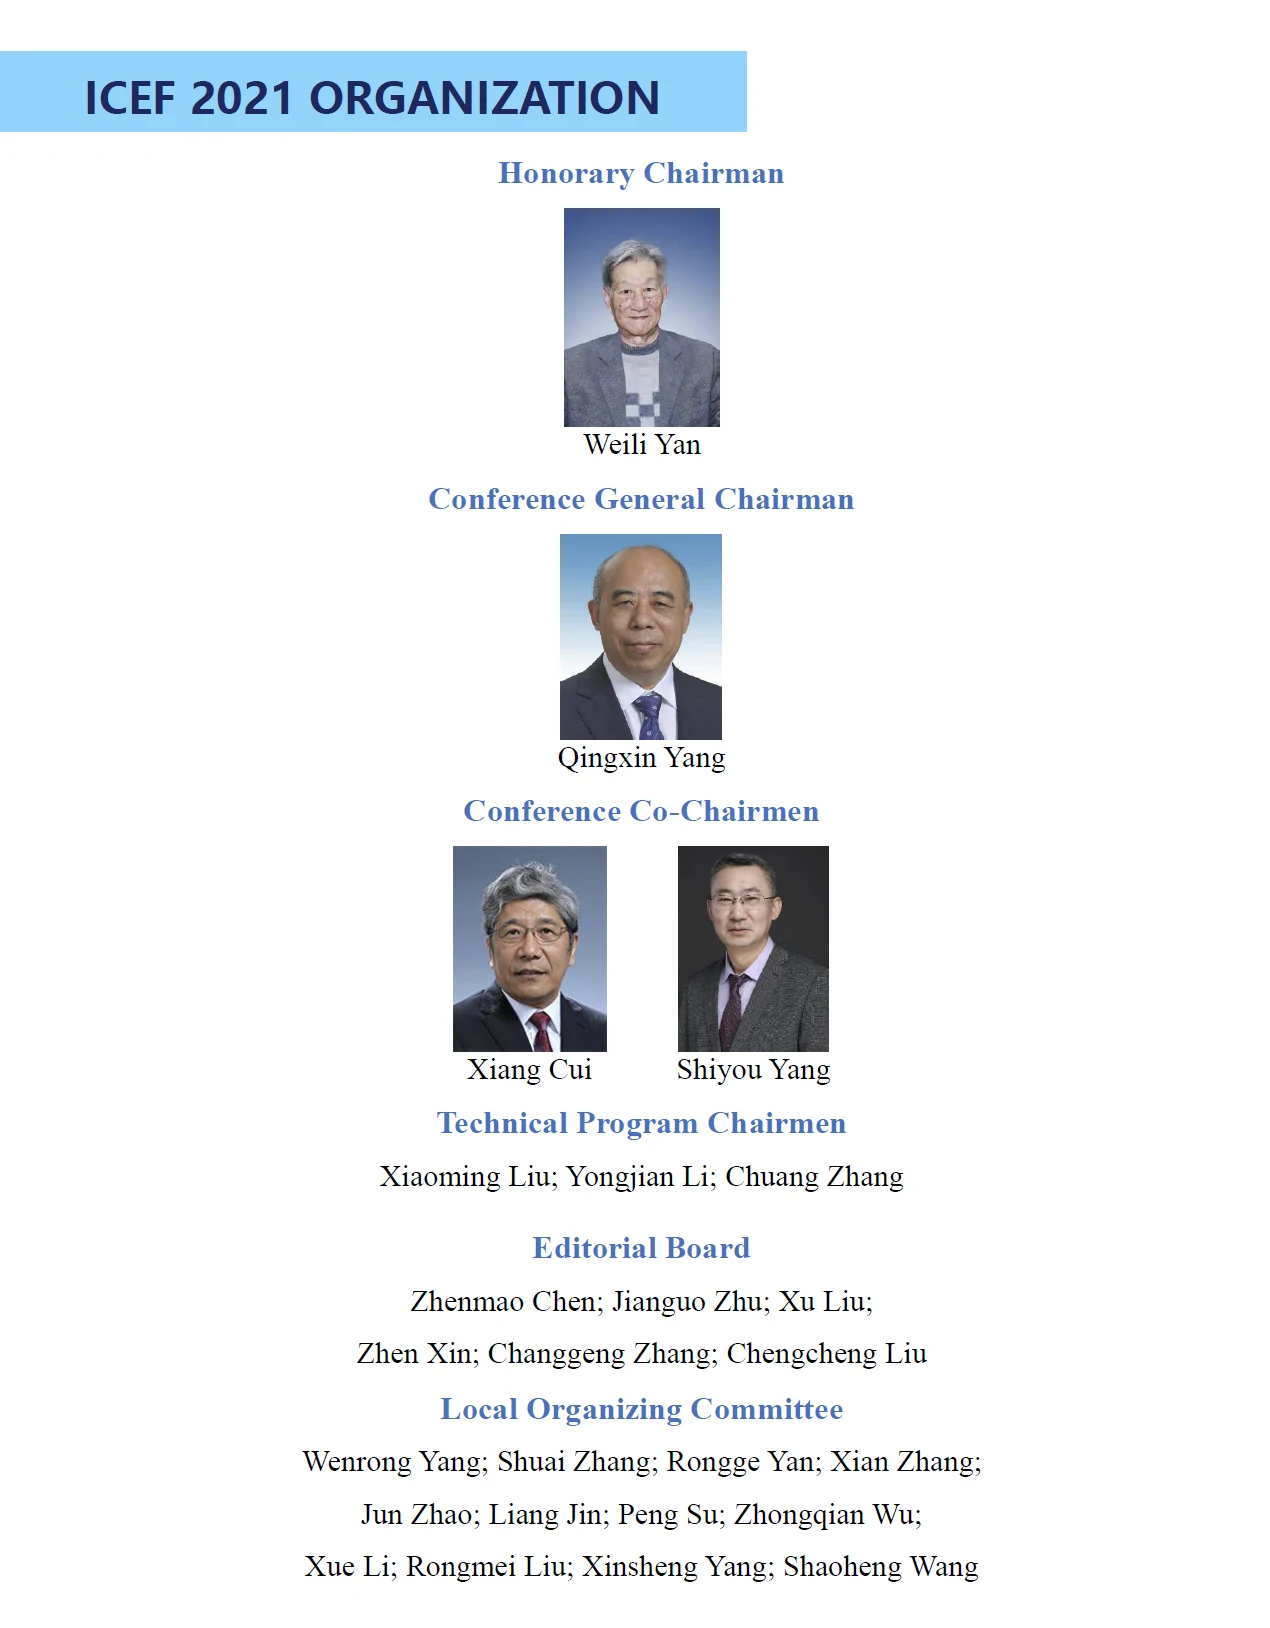 ICEF 2021 ORGANIZATION
Honorary Chairman
Weili Yan
Conference General Chairman
Qingxin Yang
Conference Co-Chairmen
Xiang Cui
Shiyou Yang
Technical Program Chairmen
Xiaoming Liu; Yongjian Li; Chuang Zhang
Editorial Board
Zhenmao Chen; Jianguo Zhu; Xu Liu;
Zhen Xin; Changgeng Zhang; Chengcheng Liu
Local Organizing Committee
Wenrong Yang; Shuai Zhang; Rongge Yan; Xian Zhang;
Jun Zhao; Liang Jin; Peng Su; Zhongqian Wu;
Xue Li; Rongmei Liu; Xinsheng Yang; Shaoheng Wang